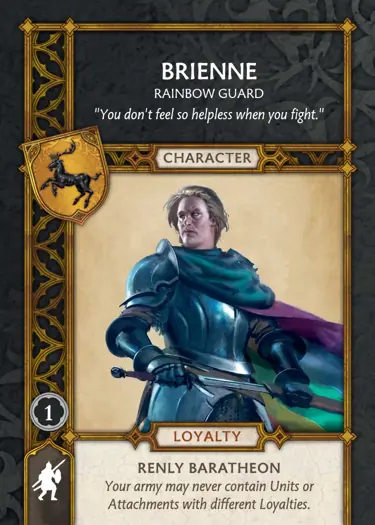 BRIENNE
RAINBOW GUARD
"You don't feel so helpless when you fight."
CHARACTER
1
LOYALTY
RENLY BARATHEON
Your army may never contain Units or
Attachments with different Loyalties.